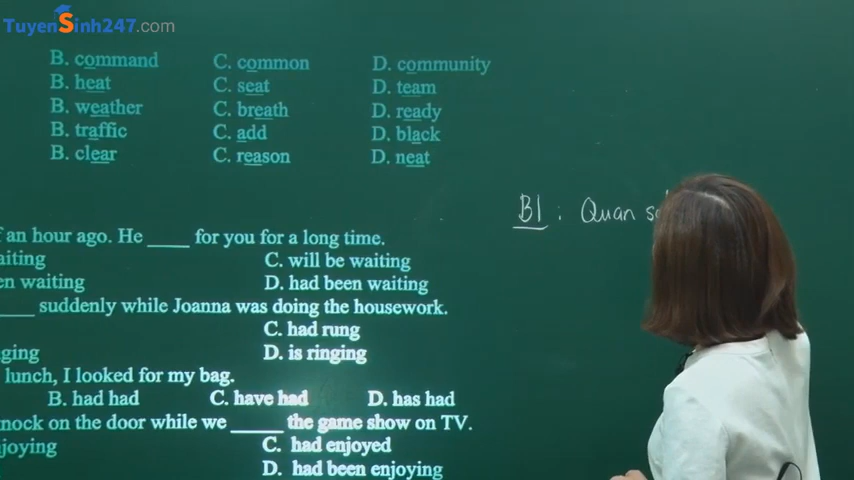 TuyenSinh247.com
B. command C. common D. community
B. heat C. seat D. team
B. weather C. breath D. ready
B. traffic C. add D. black
B. clear C. reason D. neat
B1 : Quan
an hour ago. He ____ for you for a long time.
aiting C. will be waiting
en waiting D. had been waiting
____ suddenly while Joanna was doing the housework.
C. had rung
ging D. is ringing
lunch, I looked for my bag.
B. had had C. have had D. has had
nock on the door while we _____ the game show on TV.
joying C. had enjoyed
D. had been enjoying